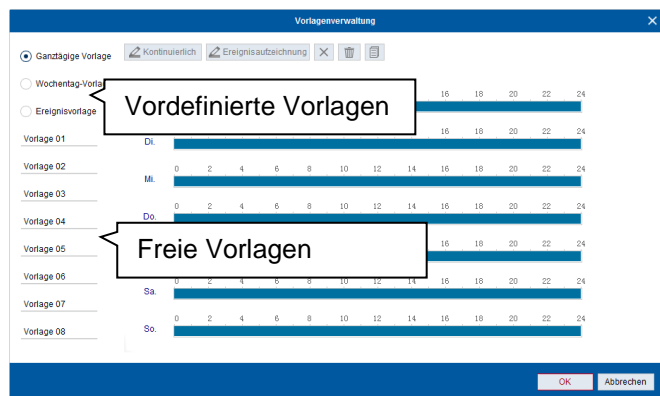 Vorlagenverwaltung
Ganztägige Vorlage
Kontinuierlich
Ereignisaufzeichnung
Wochentag-Vorla
Ereignisvorlage
Vordefinierte Vorlagen
16 18 20 22 24
Vorlage 01
Di.
16 18 20 22 24
Vorlage 02
Mi.
0 2 4 6 8 10 12 14 16 18 20 22 24
Vorlage 03
Do.
0 2 4 6 8 10 12 14 16 18 20 22 24
Vorlage 04
Vorlage 05
Freie Vorlagen
16 18 20 22 24
Vorlage 06
Sa.
0 2 4 6 8 10 12 14 16 18 20 22 24
Vorlage 07
So.
0 2 4 6 8 10 12 14 16 18 20 22 24
Vorlage 08
OK
Abbrechen